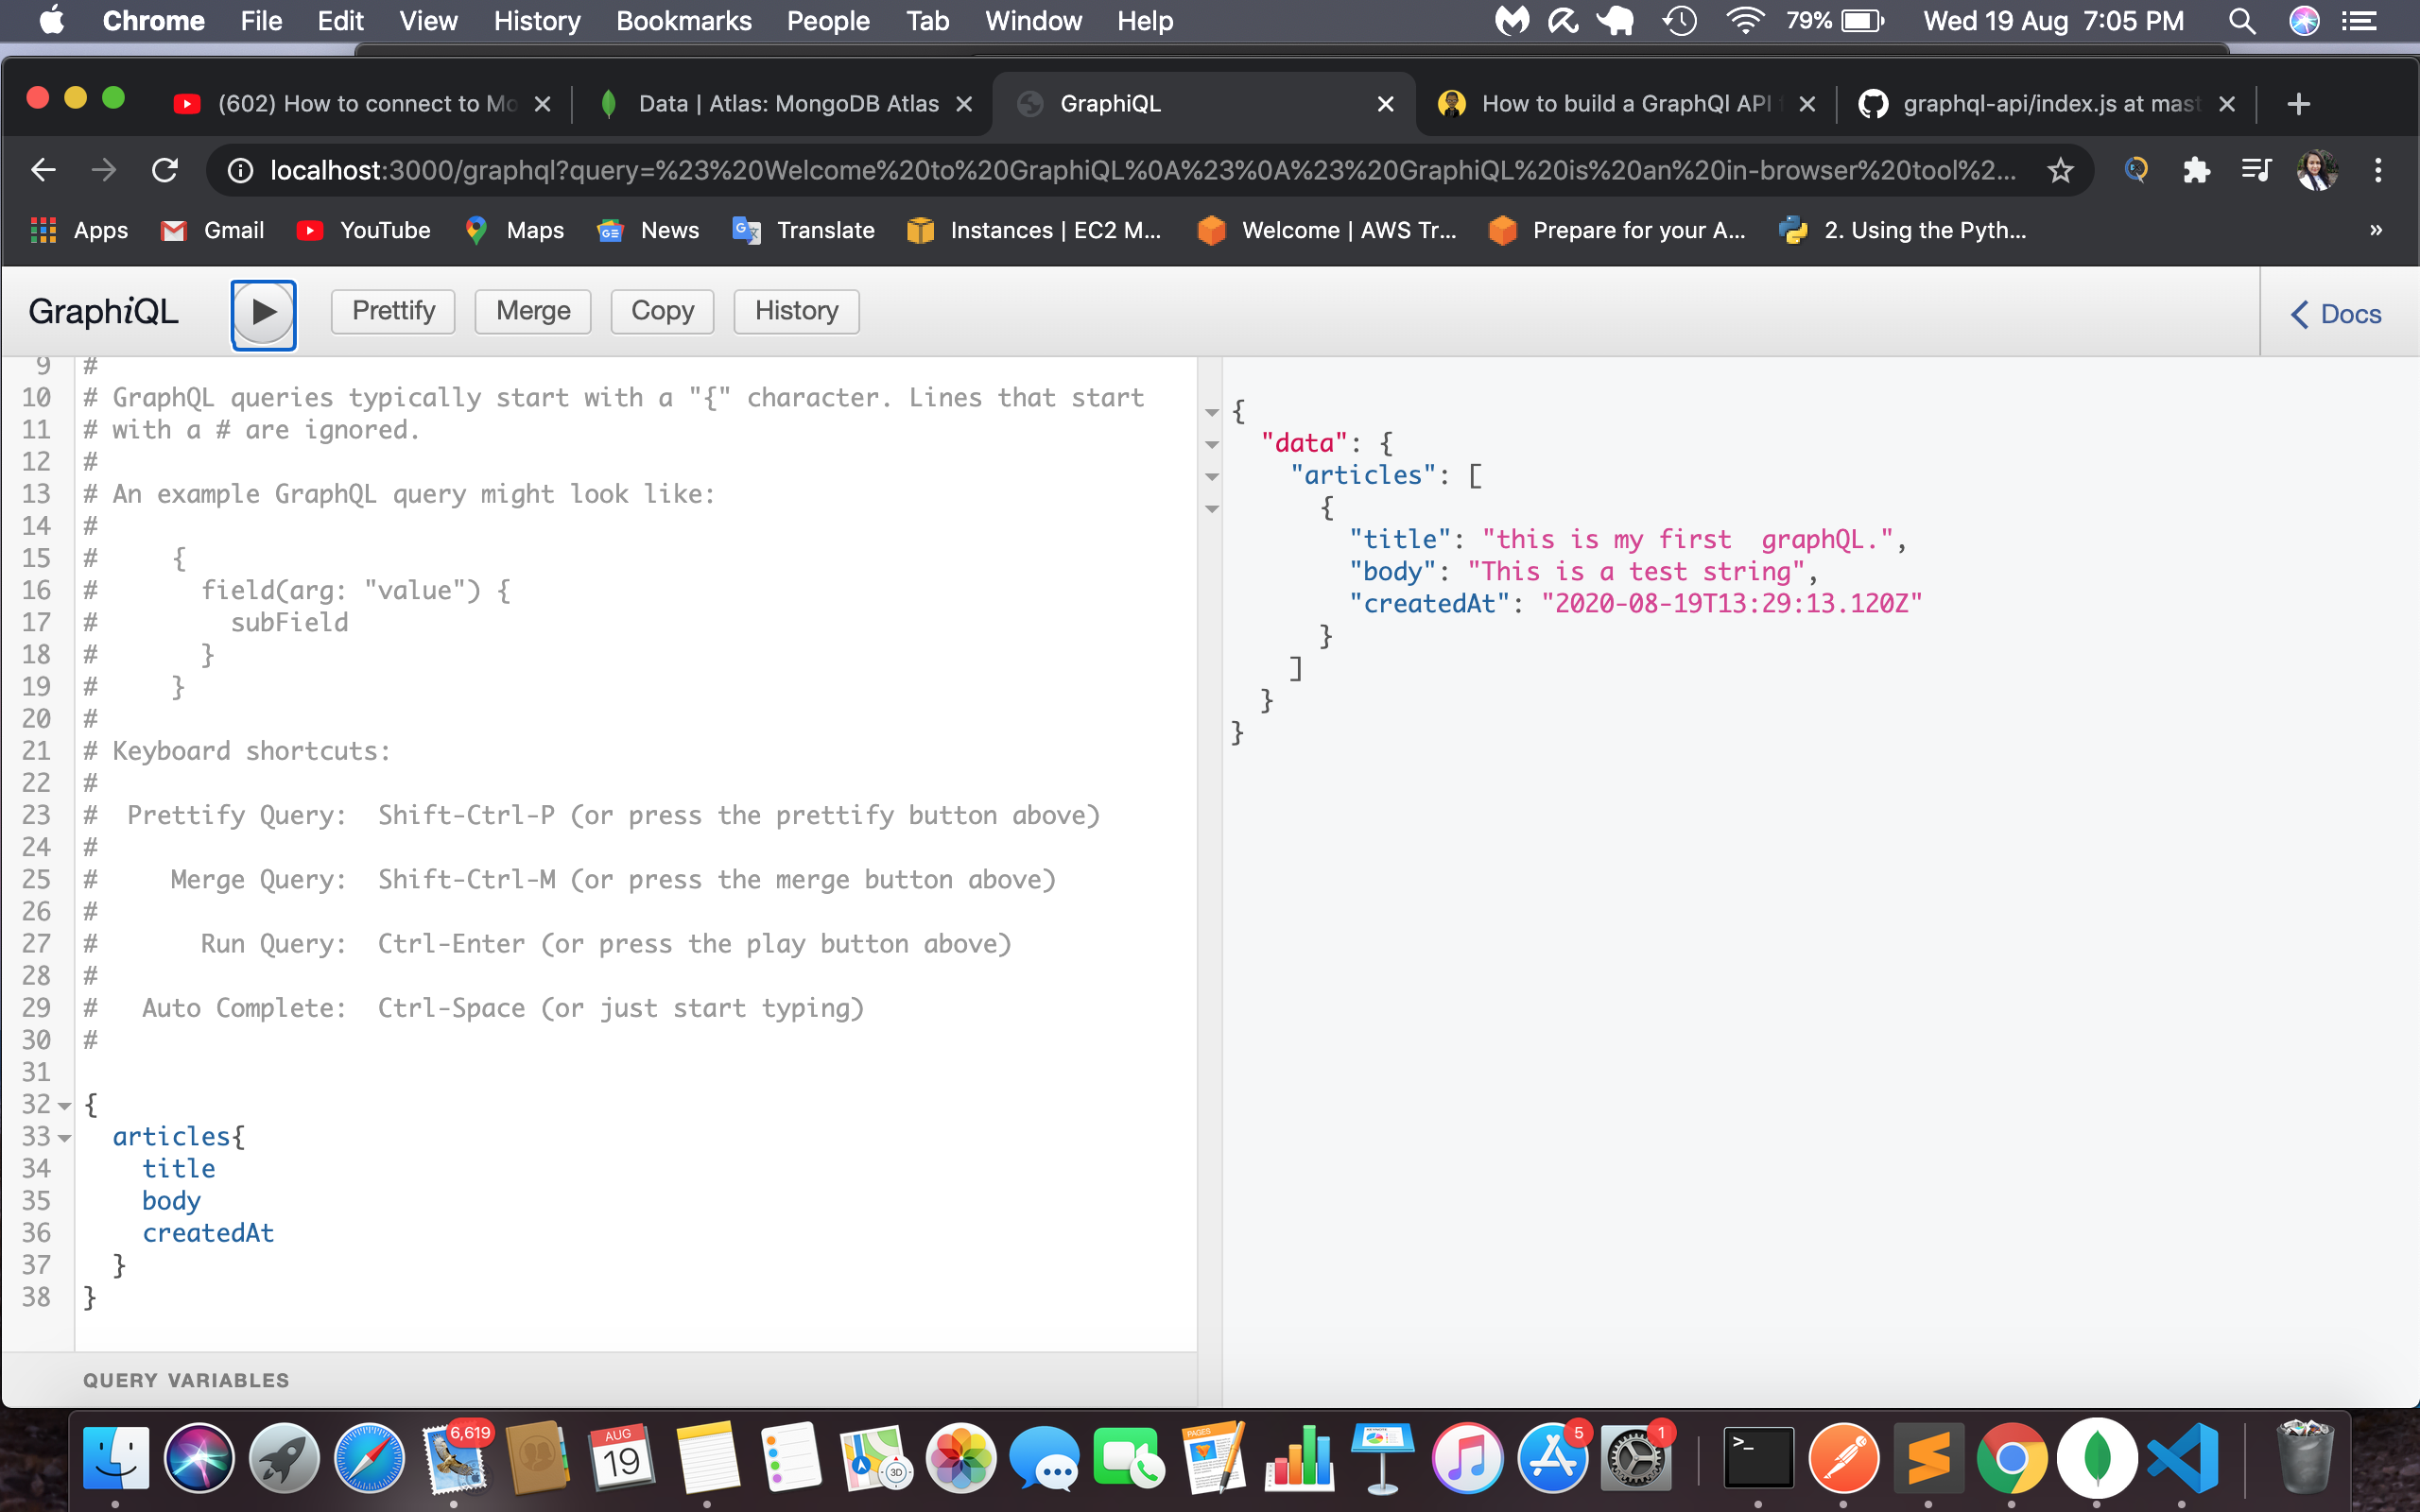 Chrome File Edit View History Bookmarks People Tab Window Help 79% Wed 19 Aug 7:05 PM
(602) How to connect to Mo Data | Atlas: MongoDB Atlas GraphiQL How to build a GraphQl API graphql-api/index.js at mast
localhost:3000/graphql?query=%23%20Welcome%20to%20GraphiQL%0A%23%0A%23%20GraphiQL%20is%20an%20in-browser%20tool%2...
Apps Gmail YouTube Maps News Translate Instances | EC2 M... Welcome | AWS Tr... Prepare for your A... 2. Using the Pyth... »
GraphiQL Prettify Merge Copy History Docs
9 #
10 # GraphQL queries typically start with a "{" character. Lines that start
11 # with a # are ignored.
12 #
13 # An example GraphQL query might look like:
14 #
15 #     {
16 #       field(arg: "value") {
17 #         subField
18 #       }
19 #     }
20 #
21 # Keyboard shortcuts:
22 #
23 #  Prettify Query:  Shift-Ctrl-P (or press the prettify button above)
24 #
25 #     Merge Query:  Shift-Ctrl-M (or press the merge button above)
26 #
27 #       Run Query:  Ctrl-Enter (or press the play button above)
28 #
29 #   Auto Complete:  Ctrl-Space (or just start typing)
30 #
31
32 {
33   articles{
34     title
35     body
36     createdAt
37   }
38 }
QUERY VARIABLES
{
  "data": {
    "articles": [
      {
        "title": "this is my first  graphQL.",
        "body": "This is a test string",
        "createdAt": "2020-08-19T13:29:13.120Z"
      }
    ]
  }
}
6,619
AUG
19
3D
PAGES
5
1
>_